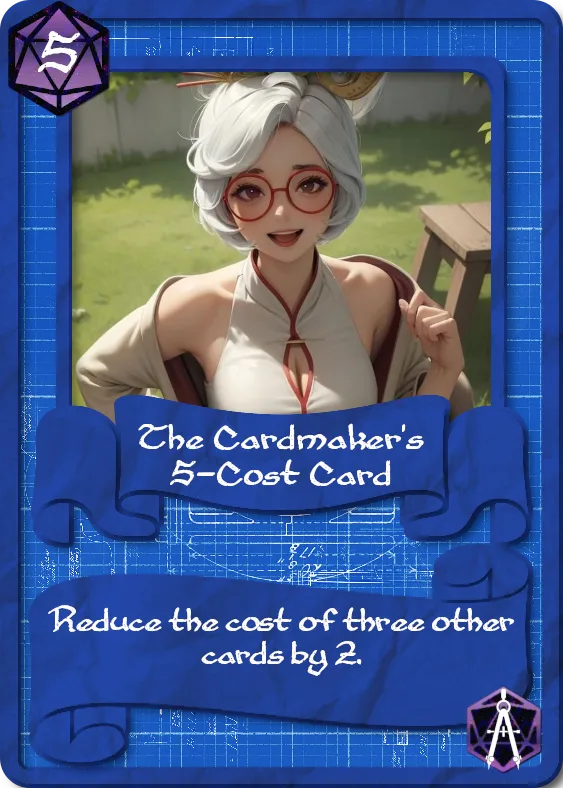 5
The Cardmaker's
5-Cost Card
Reduce the cost of three other
cards by 2.